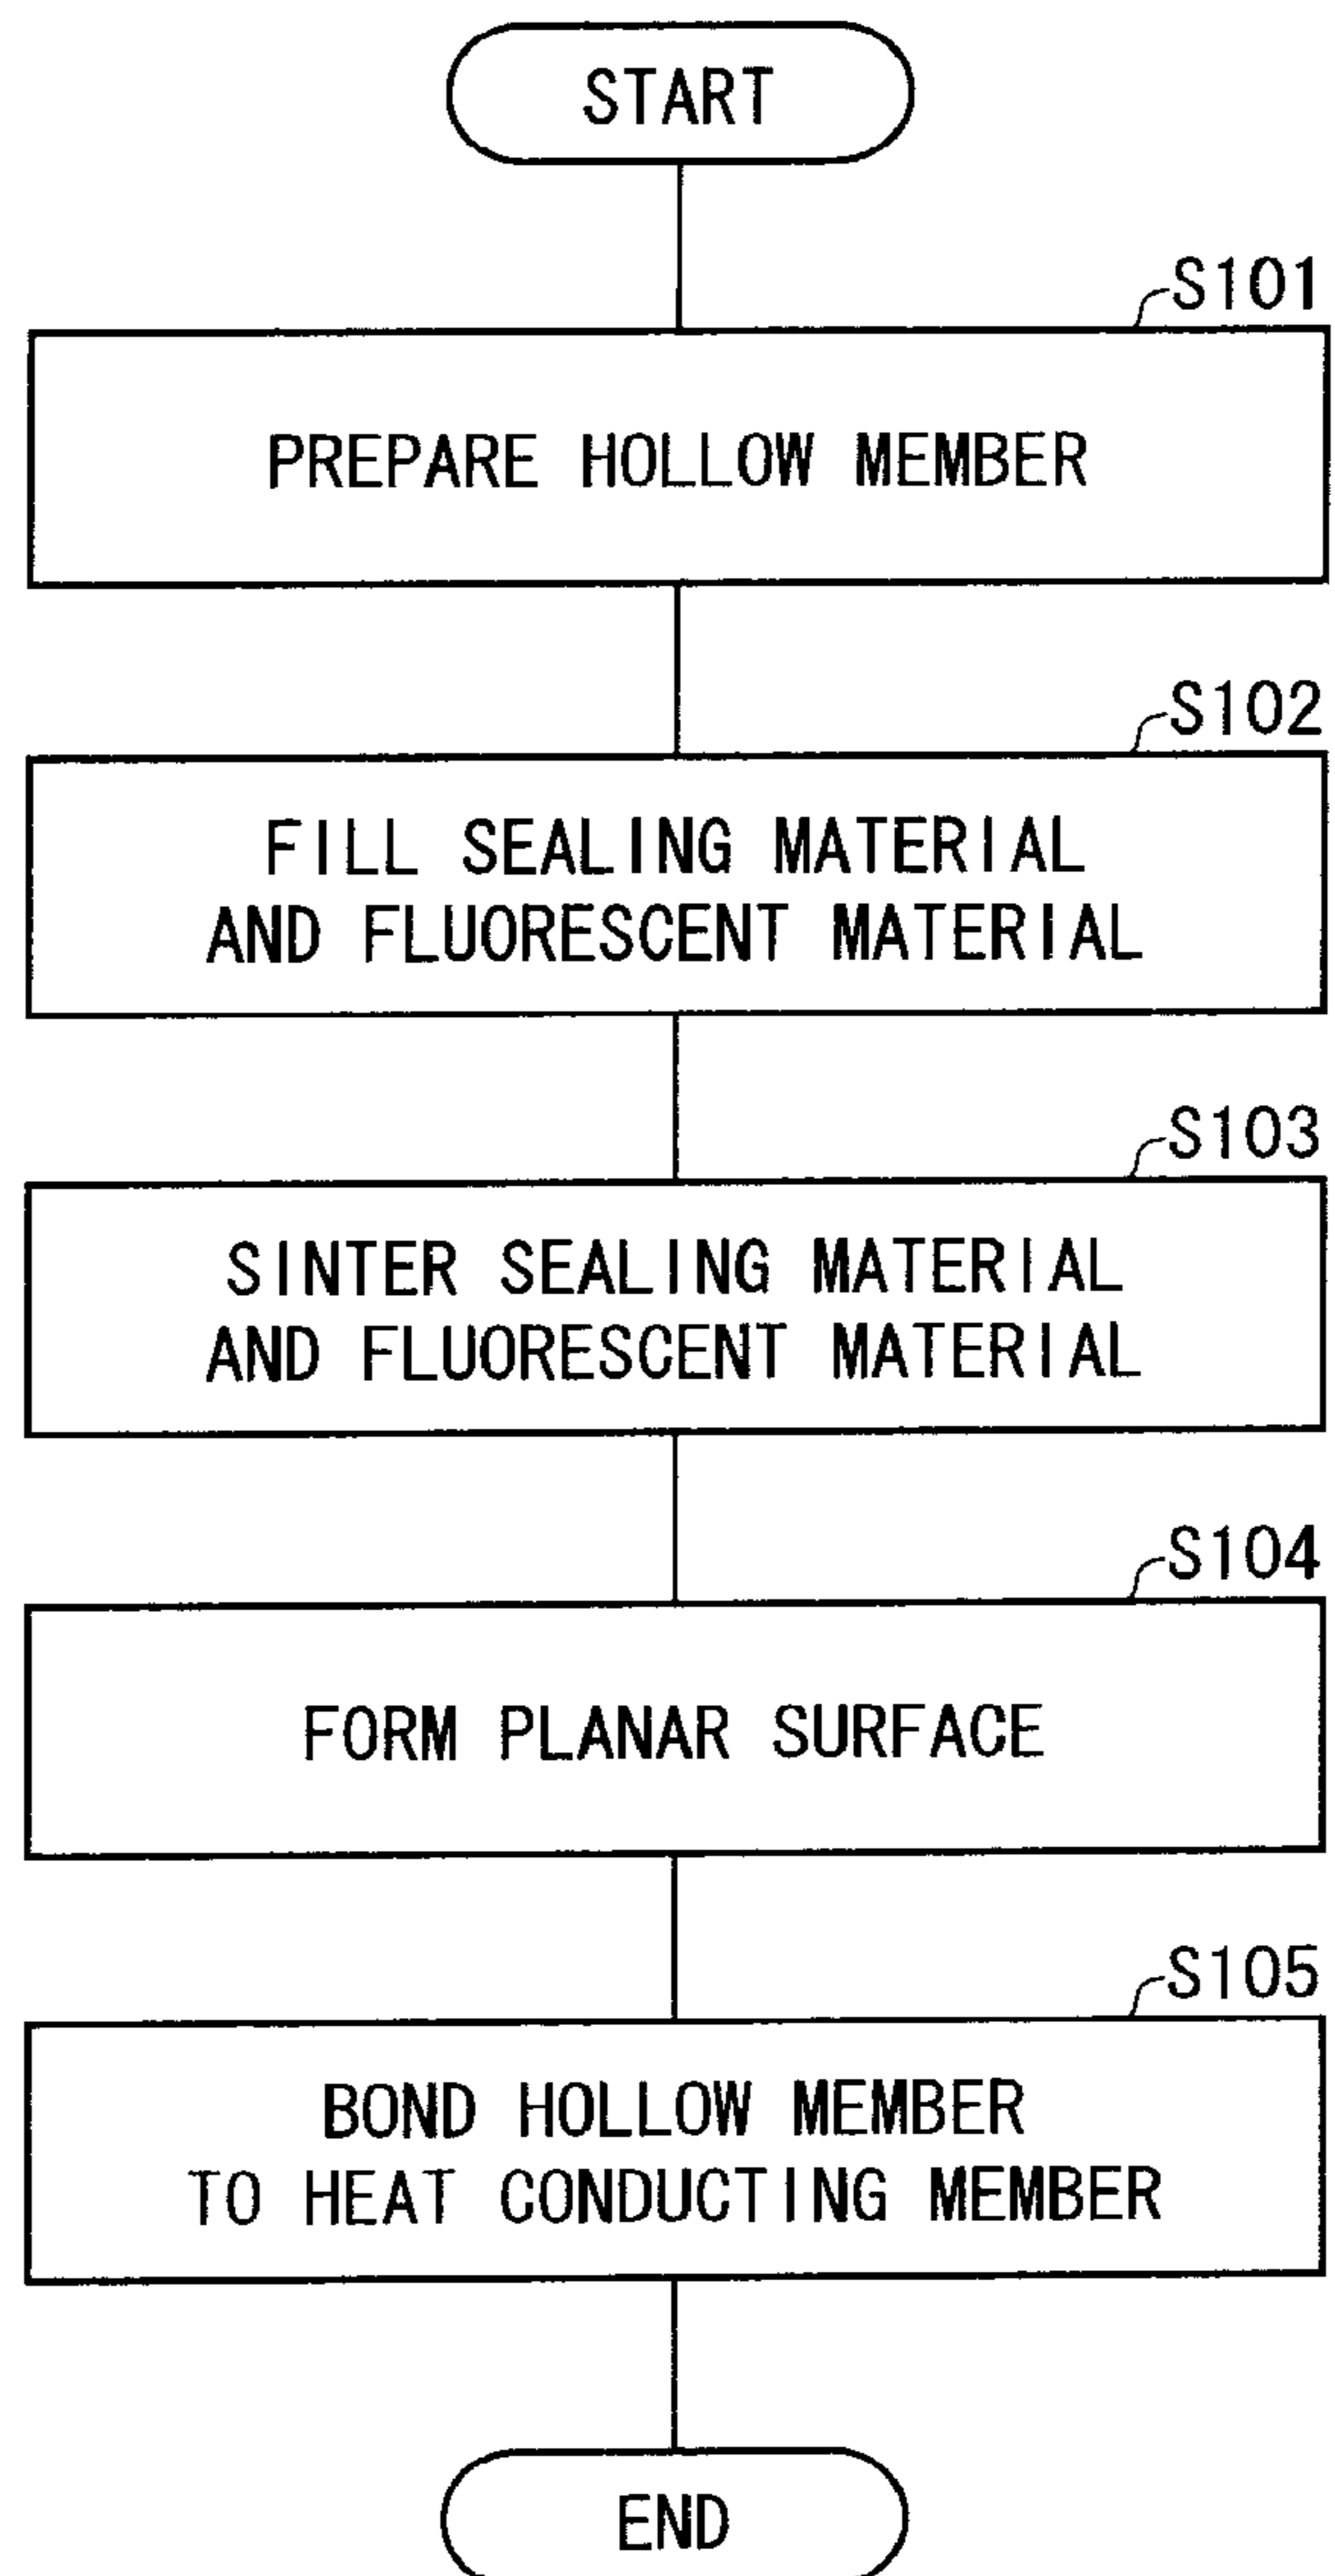 START
S101
PREPARE HOLLOW MEMBER
S102
FILL SEALING MATERIAL
AND FLUORESCENT MATERIAL
S103
SINTER SEALING MATERIAL
AND FLUORESCENT MATERIAL
S104
FORM PLANAR SURFACE
S105
BOND HOLLOW MEMBER
TO HEAT CONDUCTING MEMBER
END